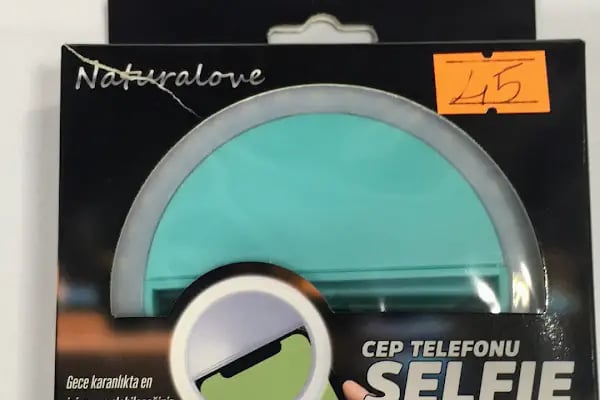 Naturalove
45
CEP TELEFONU
SELFIE
Gece karanlıkta en